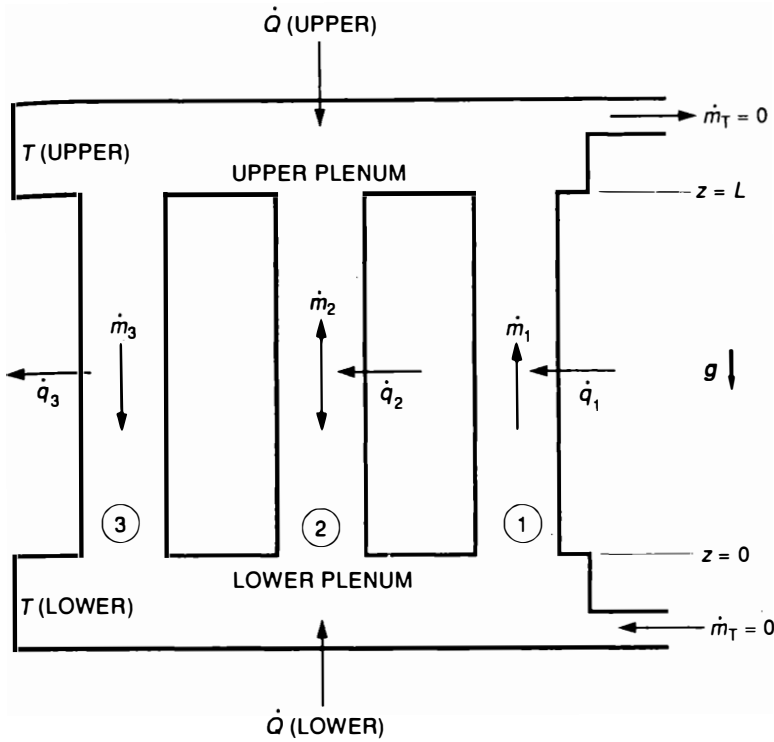 Q̇ (UPPER)
ṁT = 0
T (UPPER)
UPPER PLENUM
z = L
ṁ3
ṁ2
ṁ1
g
q̇3
q̇2
q̇1
3
2
1
z = 0
LOWER PLENUM
T (LOWER)
ṁT = 0
Q̇ (LOWER)